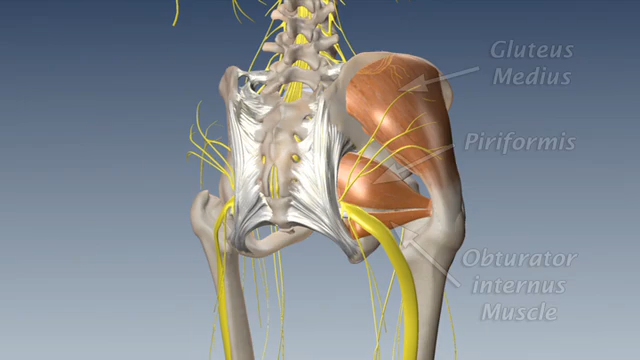 Gluteus
Medius
Piriformis
Obturator
internus
Muscle